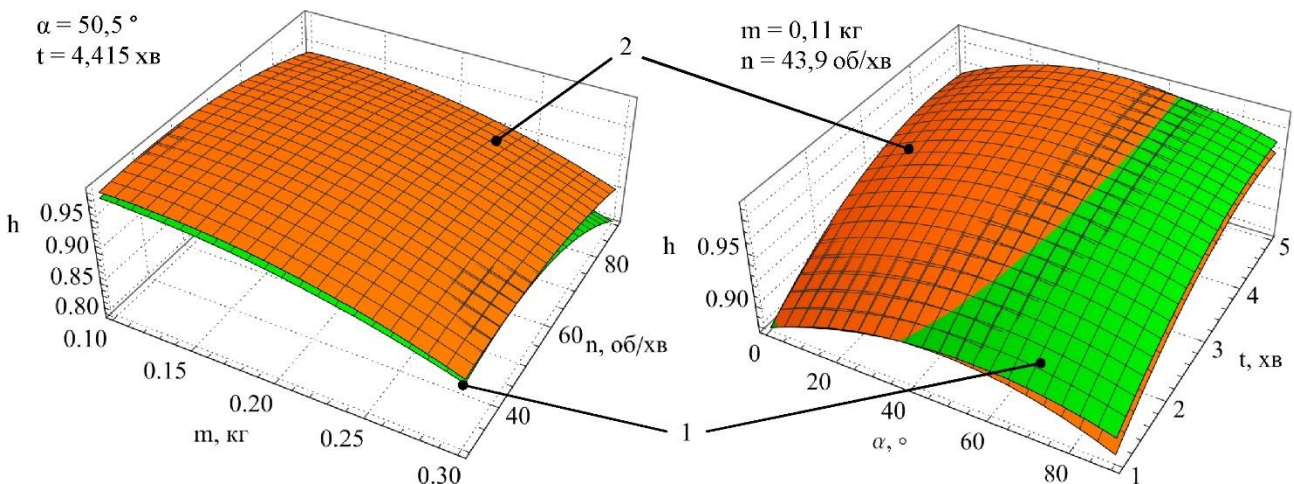 α = 50,5 °
t = 4,415 хв
2
m = 0,11 кг
n = 43,9 об/хв
h
0.95
0.90
0.85
0.80
0.10
0.15
0.20
0.25
0.30
m, кг
40
60
80
n, об/хв
1
h
0.95
0.90
0
20
40
60
80
α, °
1
2
3
4
5
t, хв